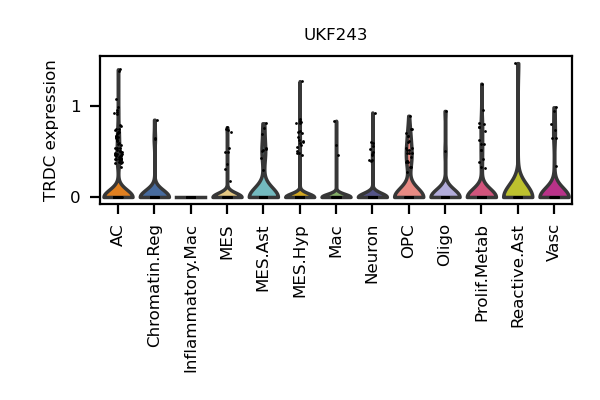 UKF243
TRDC expression
1
0
AC
Chromatin.Reg
Inflammatory.Mac
MES
MES.Ast
MES.Hyp
Mac
Neuron
OPC
Oligo
Prolif.Metab
Reactive.Ast
Vasc